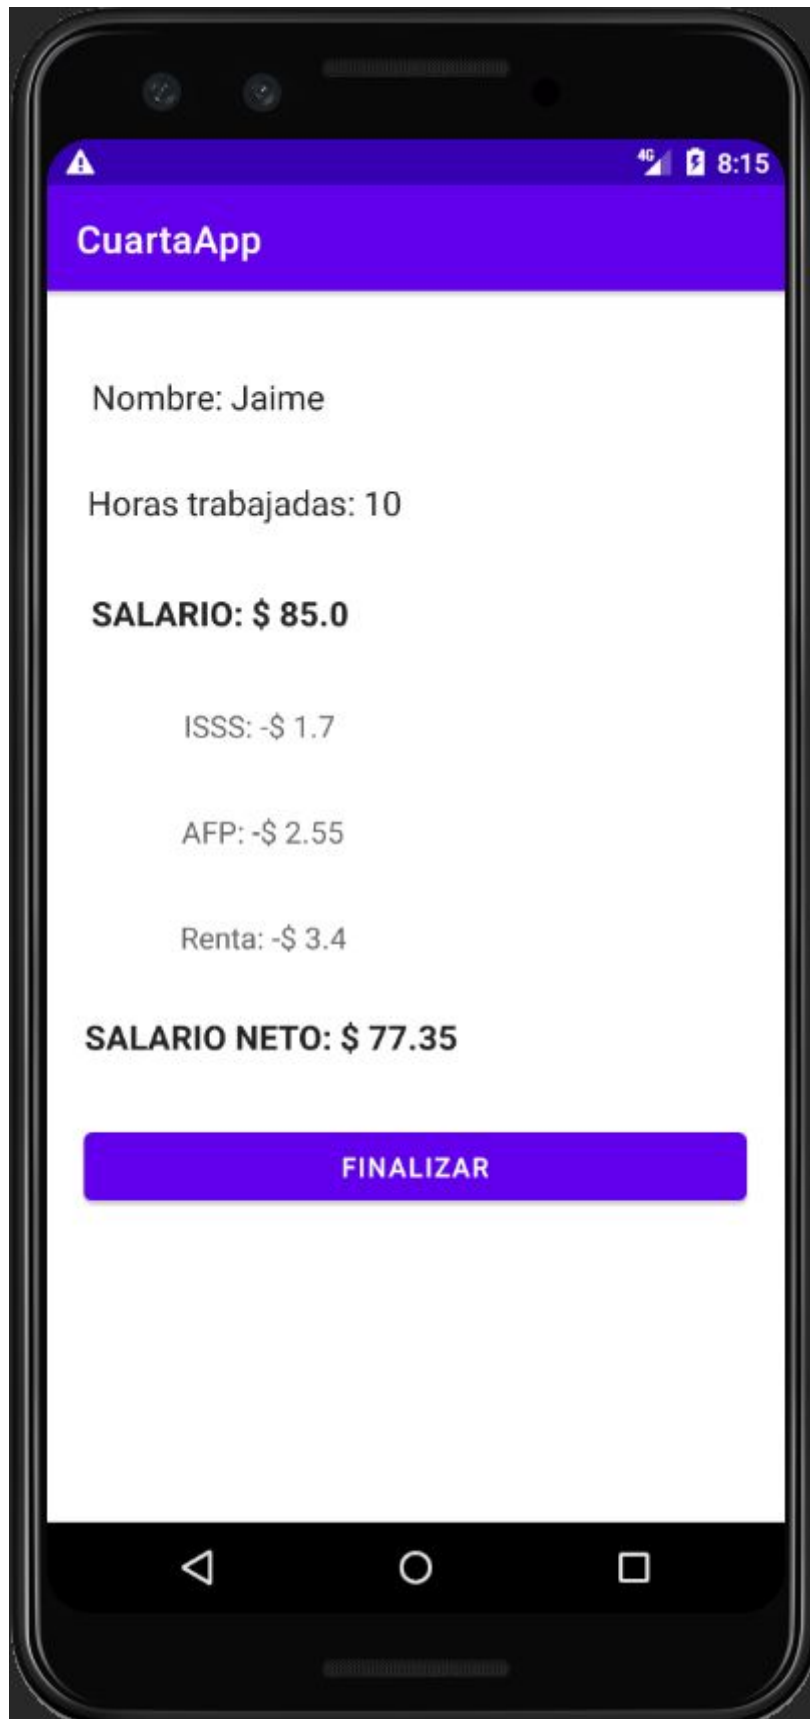 4G 8:15
CuartaApp
Nombre: Jaime
Horas trabajadas: 10
SALARIO: $ 85.0
ISSS: -$ 1.7
AFP: -$ 2.55
Renta: -$ 3.4
SALARIO NETO: $ 77.35
FINALIZAR